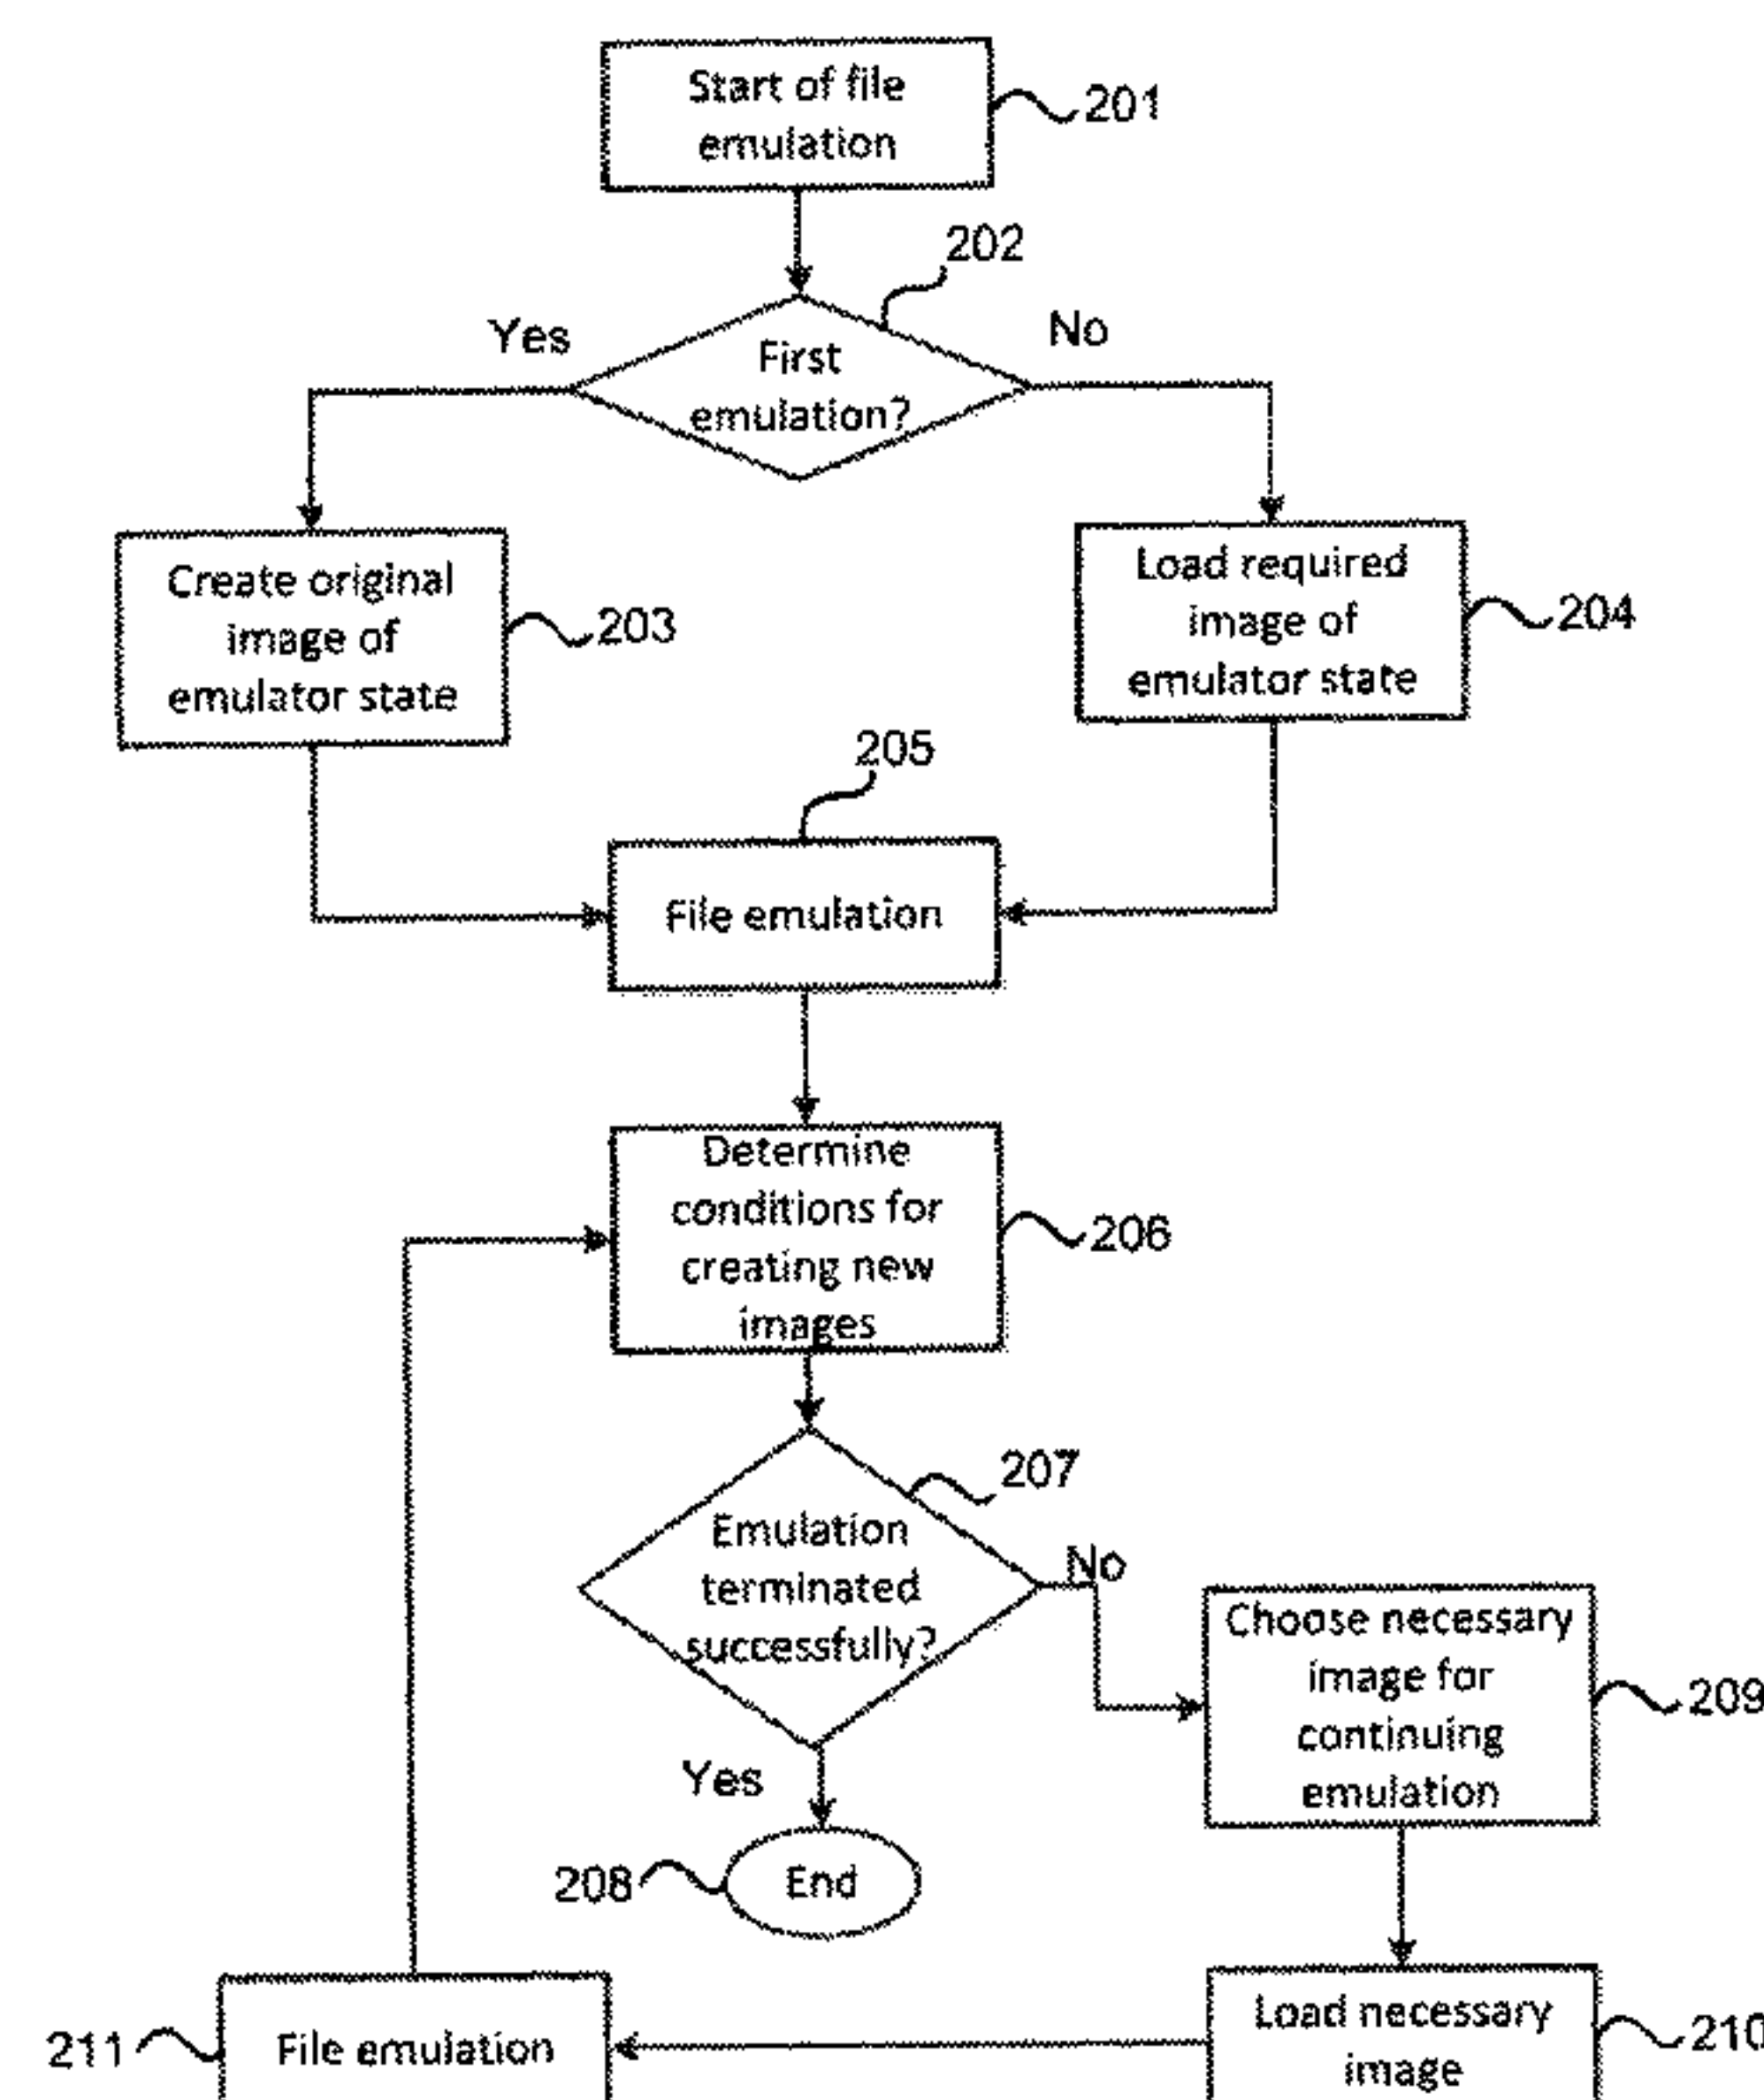 Start of file
emulation
201
202
Yes
No
First
emulation?
Create original
image of
emulator state
203
Load required
image of
emulator state
204
205
File emulation
Determine
conditions for
creating new
images
206
207
Emulation
terminated
successfully?
No
Yes
Choose necessary
image for
continuing
emulation
209
208
End
211
File emulation
Load necessary
image
210